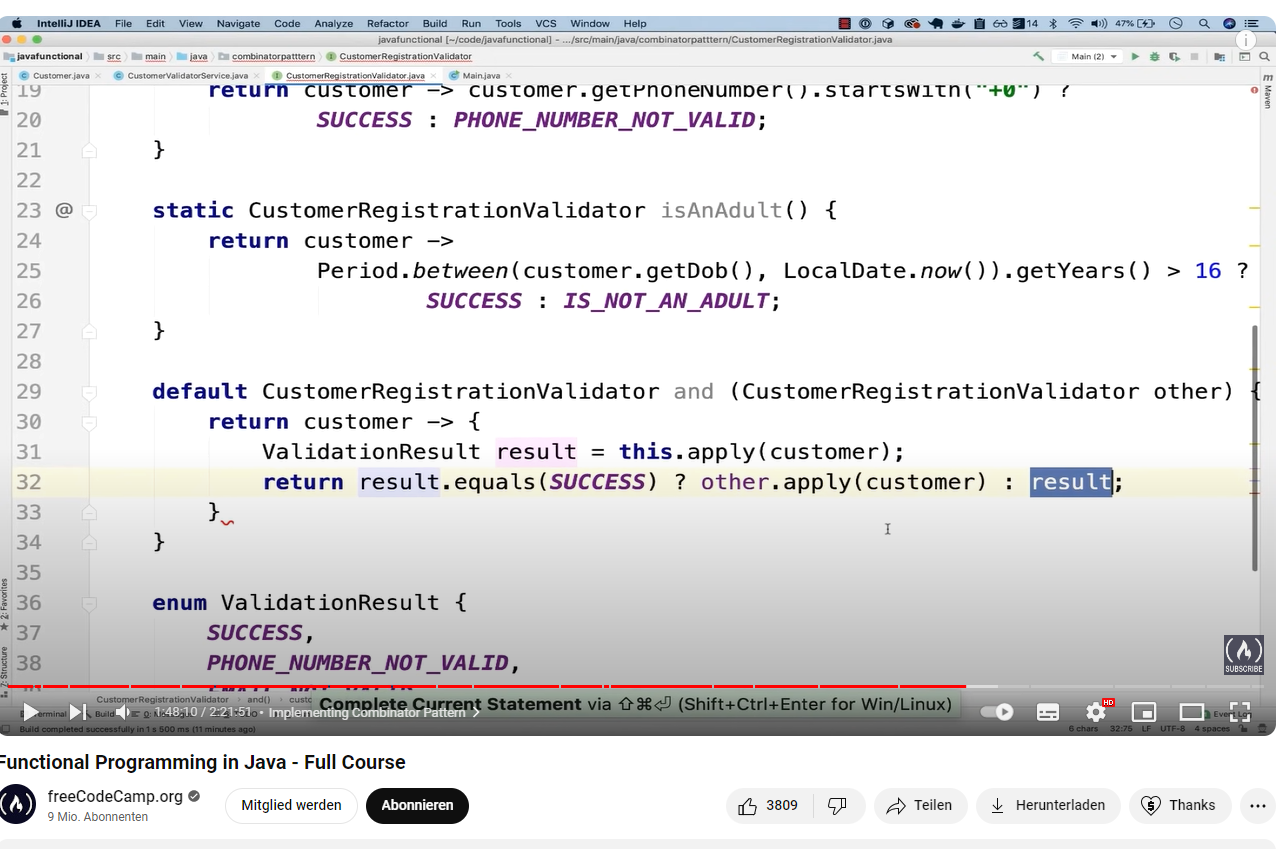 IntelliJ IDEA File Edit View Navigate Code Analyze Refactor Build Run Tools VCS Window Help 14 47%
javafunctional [~/code/javafunctional] - .../src/main/java/combinatorpatttern/CustomerRegistrationValidator.java
javafunctional src main java combinatorpatttern CustomerRegistrationValidator Main (2)
Customer.java CustomerValidatorService.java CustomerRegistrationValidator.java Main.java
1: Project
Maven
19 return customer -> customer.getPhoneNumber().startsWith("+0") ?
20 SUCCESS : PHONE_NUMBER_NOT_VALID;
21 }
22
23 @ static CustomerRegistrationValidator isAnAdult() {
24 return customer ->
25 Period.between(customer.getDob(), LocalDate.now()).getYears() > 16 ?
26 SUCCESS : IS_NOT_AN_ADULT;
27 }
28
29 default CustomerRegistrationValidator and (CustomerRegistrationValidator other) {
30 return customer -> {
31 ValidationResult result = this.apply(customer);
32 return result.equals(SUCCESS) ? other.apply(customer) : result;
33 }
34 }
35
36 enum ValidationResult {
37 SUCCESS,
38 PHONE_NUMBER_NOT_VALID,
2: Favorites
Structure
SUBSCRIBE
CustomerRegistrationValidator and()
Complete Current Statement via ⇧⌘⏎ (Shift+Ctrl+Enter for Win/Linux)
1:48:10 / 2:21:51 • Implementing Combinator Pattern
HD
Build completed successfully in 1 s 500 ms (11 minutes ago) 6 chars 32:75 LF UTF-8 4 spaces
Functional Programming in Java - Full Course
freeCodeCamp.org
9 Mio. Abonnenten
Mitglied werden
Abonnieren
3809
Teilen
Herunterladen
Thanks